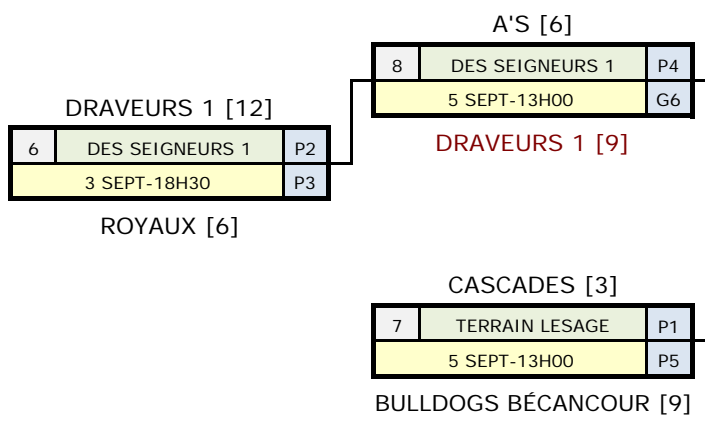 A'S [6]
8 DES SEIGNEURS 1 P4
5 SEPT-13H00 G6
DRAVEURS 1 [9]
DRAVEURS 1 [12]
6 DES SEIGNEURS 1 P2
3 SEPT-18H30 P3
ROYAUX [6]
CASCADES [3]
7 TERRAIN LESAGE P1
5 SEPT-13H00 P5
BULLDOGS BÉCANCOUR [9]